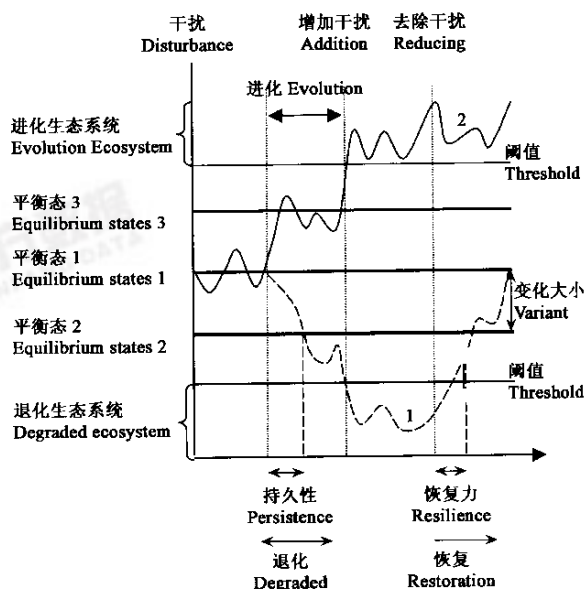 干扰
Disturbance
增加干扰
Addition
去除干扰
Reducing
进化 Evolution
进化生态系统
Evolution Ecosystem
2
阈值
Threshold
平衡态 3
Equilibrium states 3
平衡态 1
Equilibrium states 1
变化大小
Variant
平衡态 2
Equilibrium states 2
阈值
Threshold
退化生态系统
Degraded ecosystem
1
持久性
Persistence
恢复力
Resilience
退化
Degraded
恢复
Restoration